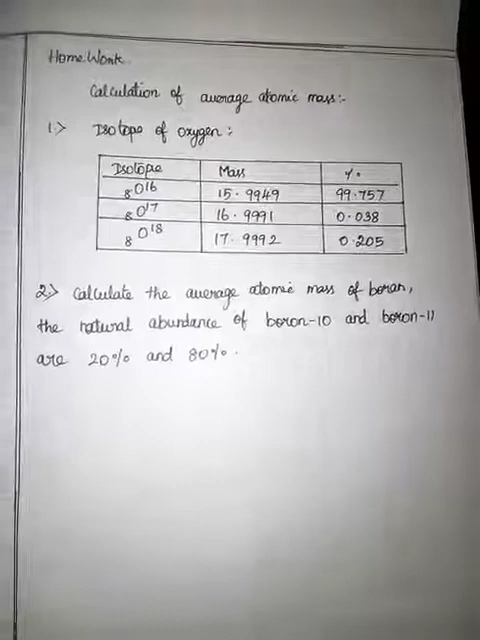 Home Work
Calculation of average atomic mass:-
1.) Isotope of oxygen:
Isotope Mass %
8O16 15.9949 99.757
8O17 16.9991 0.038
8O18 17.9992 0.205
2.) Calculate the average atomic mass of boran,
the natural abundance of boron-10 and boron-11
are 20% and 80%.